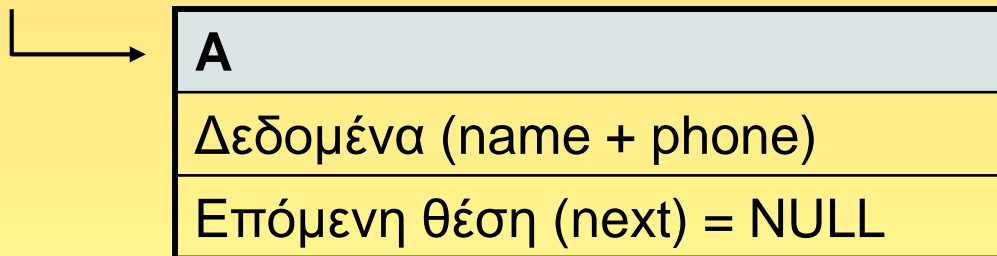 A
Δεδομένα (name + phone)
Επόμενη θέση (next) = NULL